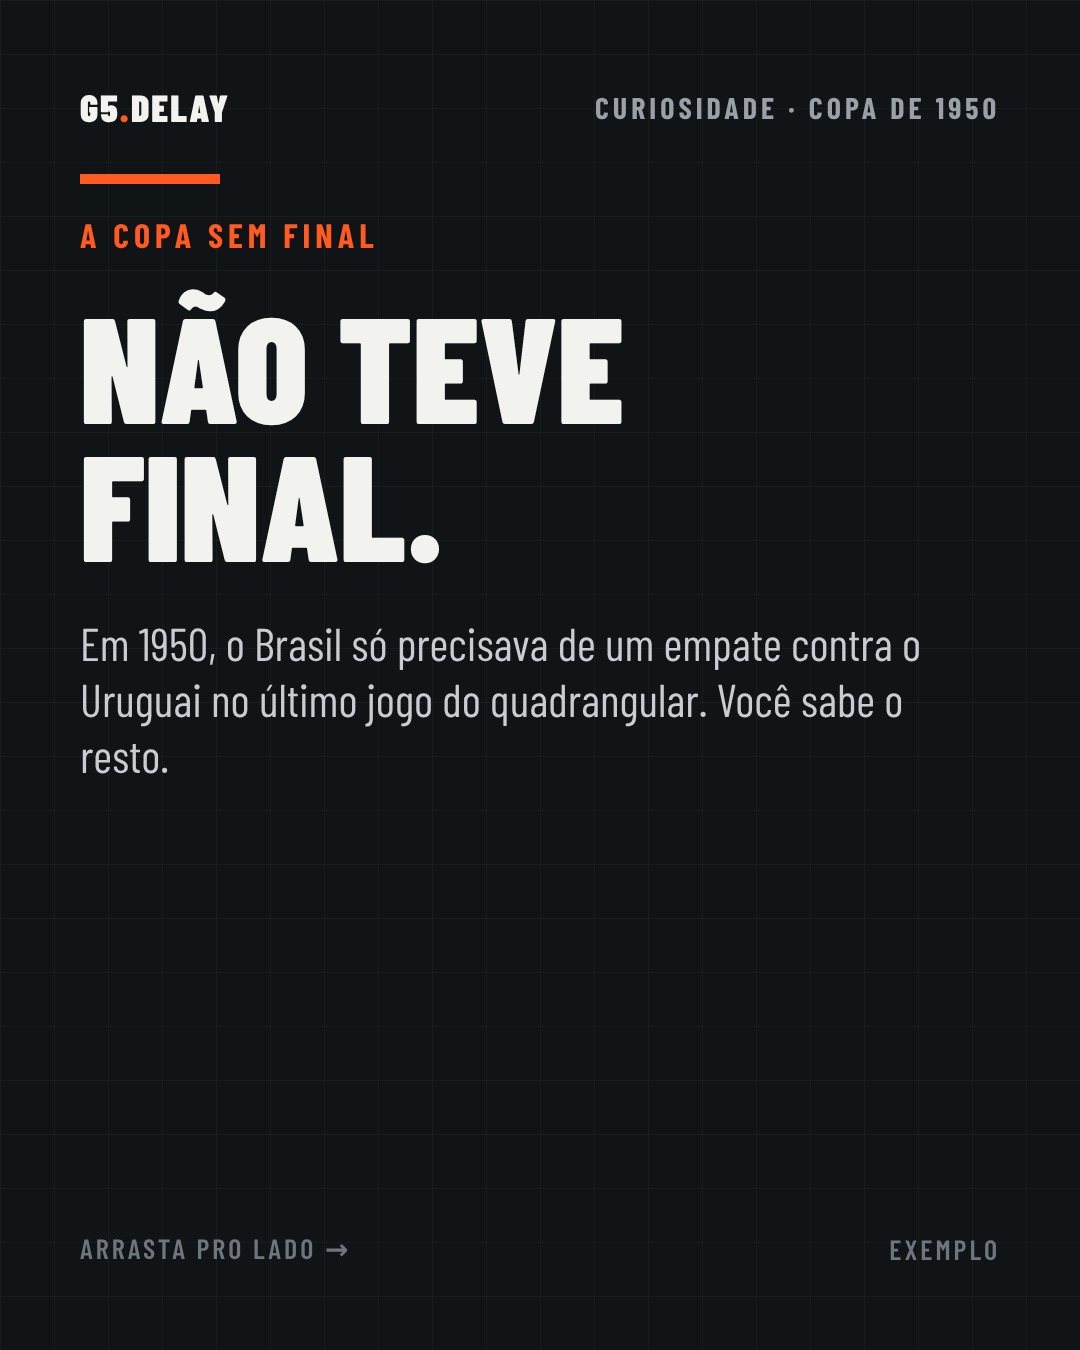 G5.DELAY
CURIOSIDADE · COPA DE 1950
A COPA SEM FINAL
NÃO TEVE
FINAL.
Em 1950, o Brasil só precisava de um empate contra o
Uruguai no último jogo do quadrangular. Você sabe o
resto.
ARRASTA PRO LADO →
EXEMPLO